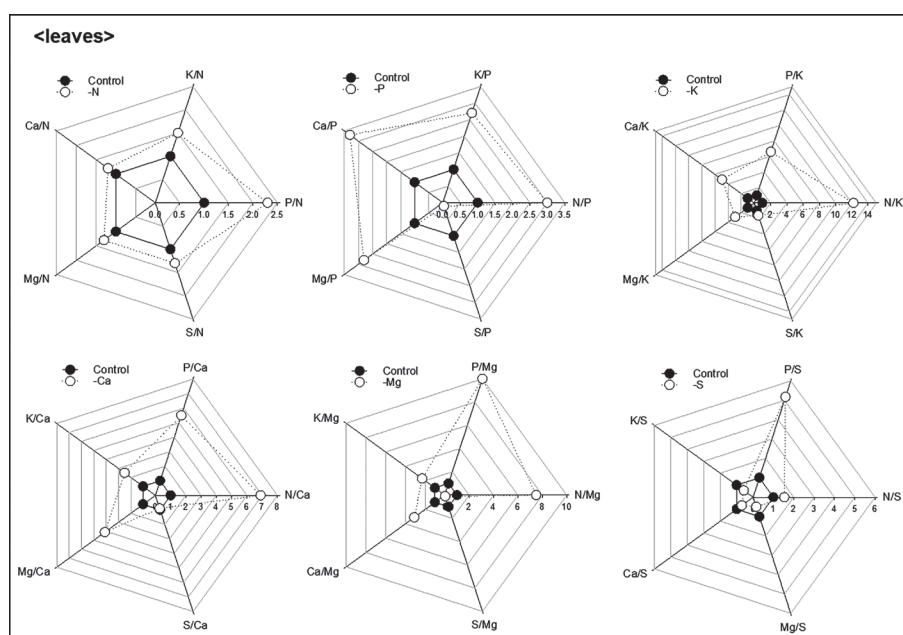 <leaves>
Control
-N
K/N
Ca/N
P/N
0.0 0.5 1.0 1.5 2.0 2.5
Mg/N
S/N
Control
-P
K/P
Ca/P
N/P
0.0 0.5 1.0 1.5 2.0 2.5 3.0 3.5
Mg/P
S/P
Control
-K
P/K
Ca/K
N/K
2 4 6 8 10 12 14
Mg/K
S/K
Control
-Ca
P/Ca
K/Ca
N/Ca
1 2 3 4 5 6 7 8
Mg/Ca
S/Ca
Control
-Mg
P/Mg
K/Mg
N/Mg
2 4 6 8 10
Ca/Mg
S/Mg
Control
-S
P/S
K/S
N/S
1 2 3 4 5 6
Ca/S
Mg/S